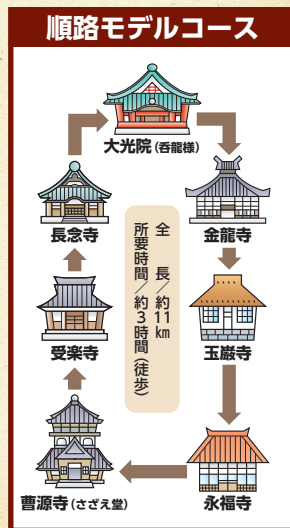 順路モデルコース
大光院(呑龍様)
金龍寺
玉巌寺
永福寺
曹源寺(さざえ堂)
受楽寺
長念寺
全　長／約11km
所要時間／約3時間(徒歩)